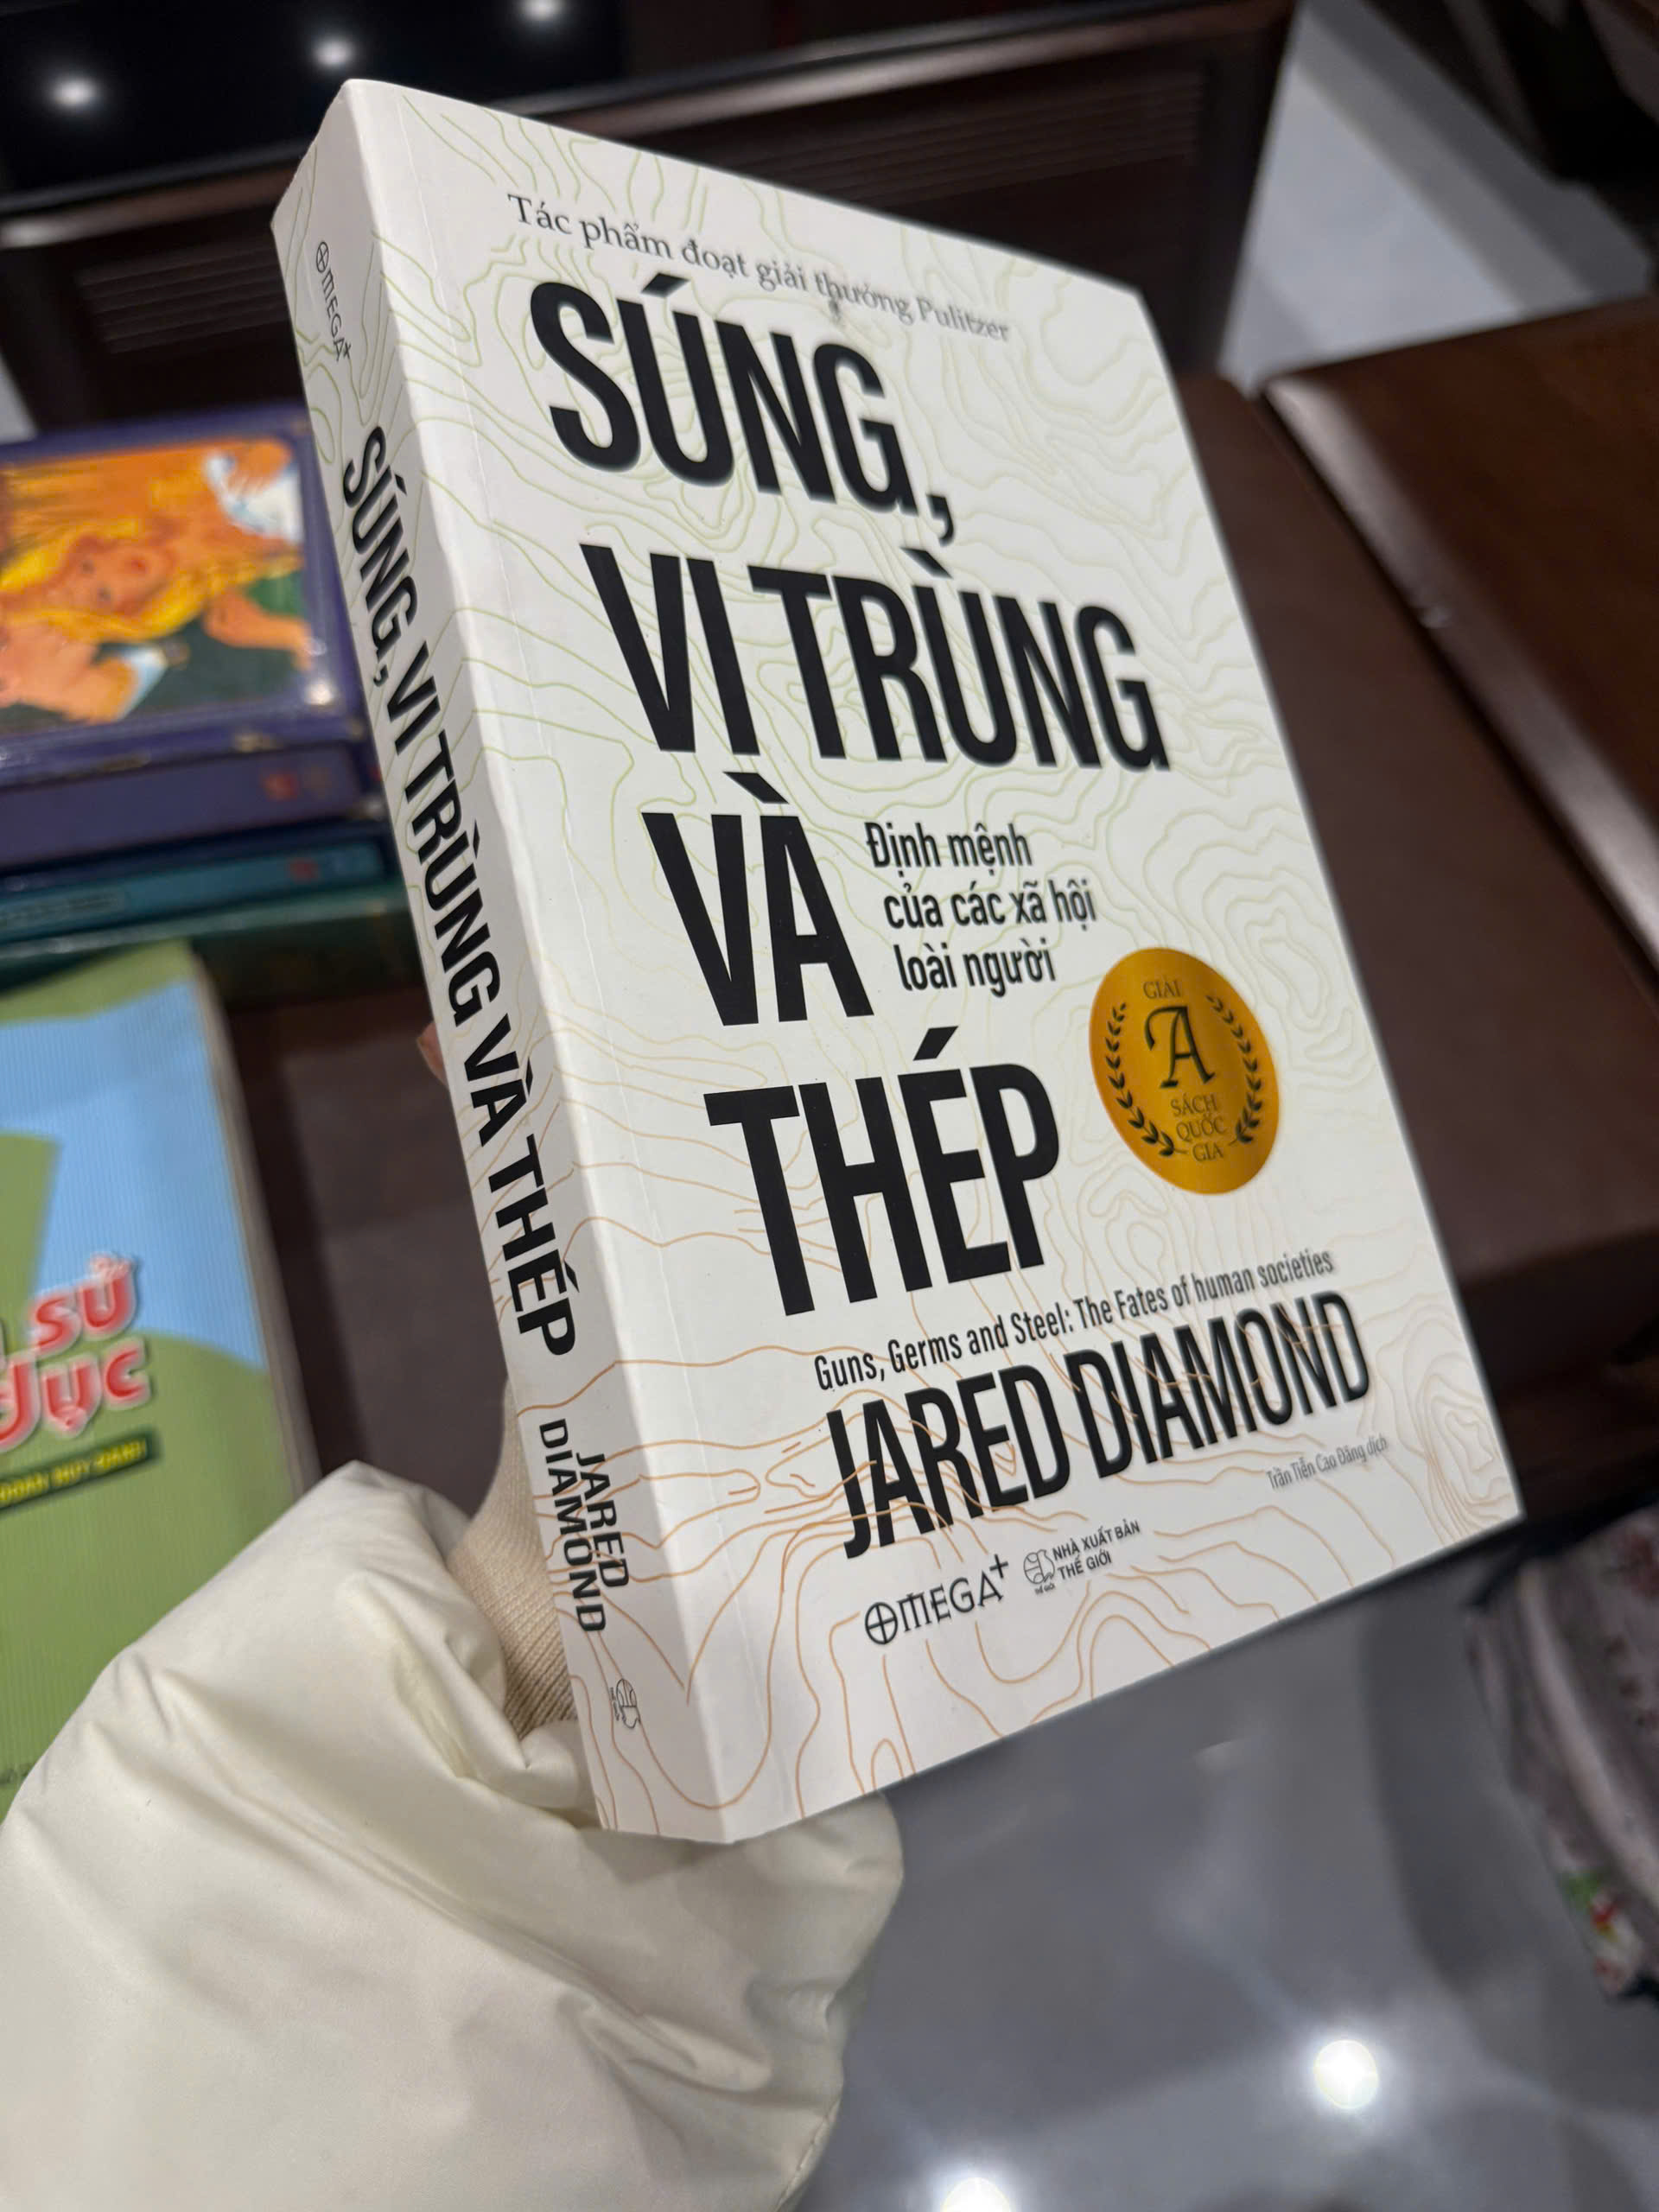 Tác phẩm đoạt giải thưởng Pulitzer
SÚNG,
VI TRÙNG
VÀ
Định mệnh
của các xã hội
loài người
THÉP
GIẢI
A
SÁCH
QUỐC
GIA
Guns, Germs and Steel: The Fates of human societies
JARED DIAMOND
Trần Tiễn Cao Đăng dịch
OMEGA+
NHÀ XUẤT BẢN
THẾ GIỚI
OMEGA+
SÚNG, VI TRÙNG VÀ THÉP
JARED
DIAMOND
SỬ
DỤC